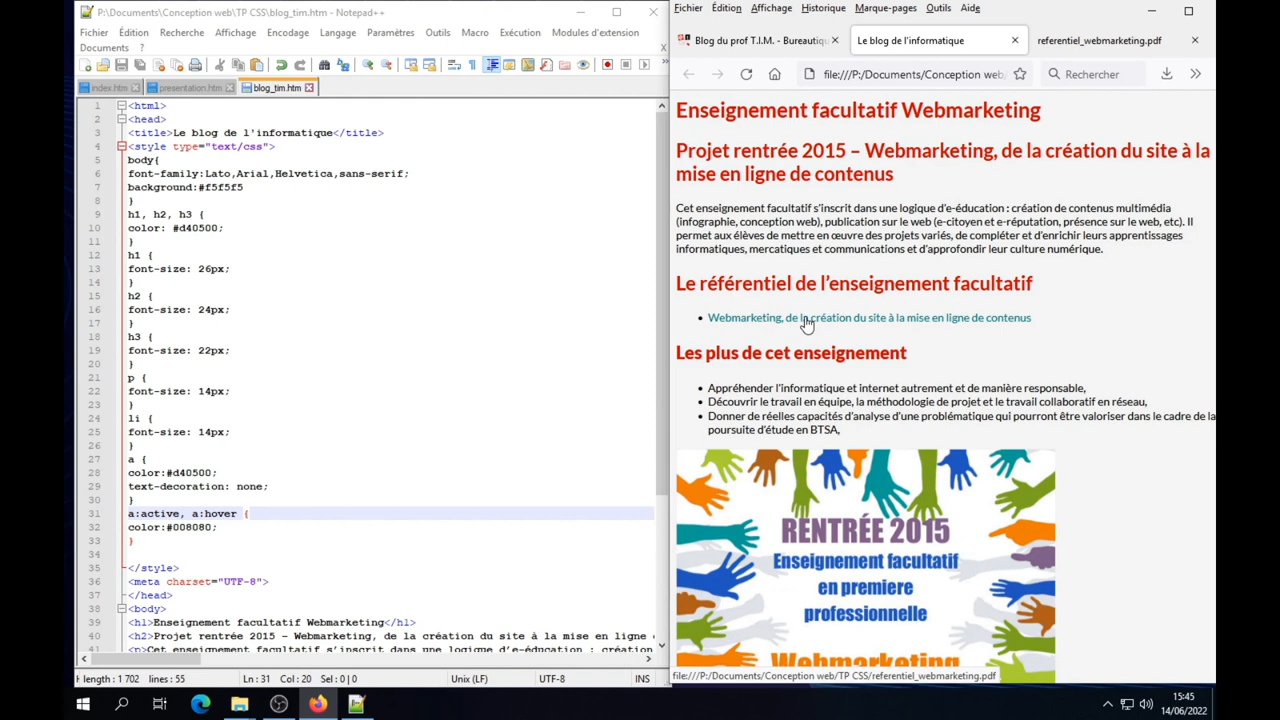 P:\Documents\Conception web\TP CSS\blog_tim.htm - Notepad++
Fichier Édition Recherche Affichage Encodage Langage Paramètres Outils Macro Exécution Modules d'extension
Documents ?
index.htm presentation.htm blog_tim.htm
1 <html>
2 <head>
3 <title>Le blog de l'informatique</title>
4 <style type="text/css">
5 body{
6 font-family:Lato,Arial,Helvetica,sans-serif;
7 background:#f5f5f5
8 }
9 h1, h2, h3 {
10 color: #d40500;
11 }
12 h1 {
13 font-size: 26px;
14 }
15 h2 {
16 font-size: 24px;
17 }
18 h3 {
19 font-size: 22px;
20 }
21 p {
22 font-size: 14px;
23 }
24 li {
25 font-size: 14px;
26 }
27 a {
28 color:#d40500;
29 text-decoration: none;
30 }
31 a:active, a:hover {
32 color:#008080;
33 }
34
35 </style>
36 <meta charset="UTF-8">
37 </head>
38 <body>
39 <h1>Enseignement facultatif Webmarketing</h1>
40 <h2>Projet rentrée 2015 – Webmarketing, de la création du site à la mise en ligne
41 <p>Cet enseignement facultatif s’inscrit dans une logique d’e-éducation : création
length : 1 702 lines : 55 Ln : 31 Col : 20 Sel : 0 | 0 Unix (LF) UTF-8 INS
Fichier Édition Affichage Historique Marque-pages Outils Aide
Blog du prof T.I.M. - Bureautiqu Le blog de l'informatique referentiel_webmarketing.pdf
file:///P:/Documents/Conception web/ Rechercher
Enseignement facultatif Webmarketing
Projet rentrée 2015 – Webmarketing, de la création du site à la
mise en ligne de contenus
Cet enseignement facultatif s’inscrit dans une logique d’e-éducation : création de contenus multimédia
(infographie, conception web), publication sur le web (e-citoyen et e-réputation, présence sur le web, etc). Il
permet aux élèves de mettre en œuvre des projets variés, de compléter et d’enrichir leurs apprentissages
informatiques, mercatiques et communications et d’approfondir leur culture numérique.
Le référentiel de l’enseignement facultatif
Webmarketing, de la création du site à la mise en ligne de contenus
Les plus de cet enseignement
Appréhender l’informatique et internet autrement et de manière responsable,
Découvrir le travail en équipe, la méthodologie de projet et le travail collaboratif en réseau,
Donner de réelles capacités d’analyse d’une problématique qui pourront être valoriser dans le cadre de la
poursuite d’étude en BTSA,
RENTRÉE 2015
Enseignement facultatif
en premiere
professionnelle
Webmarketing
file:///P:/Documents/Conception web/TP CSS/referentiel_webmarketing.pdf
15:45
14/06/2022